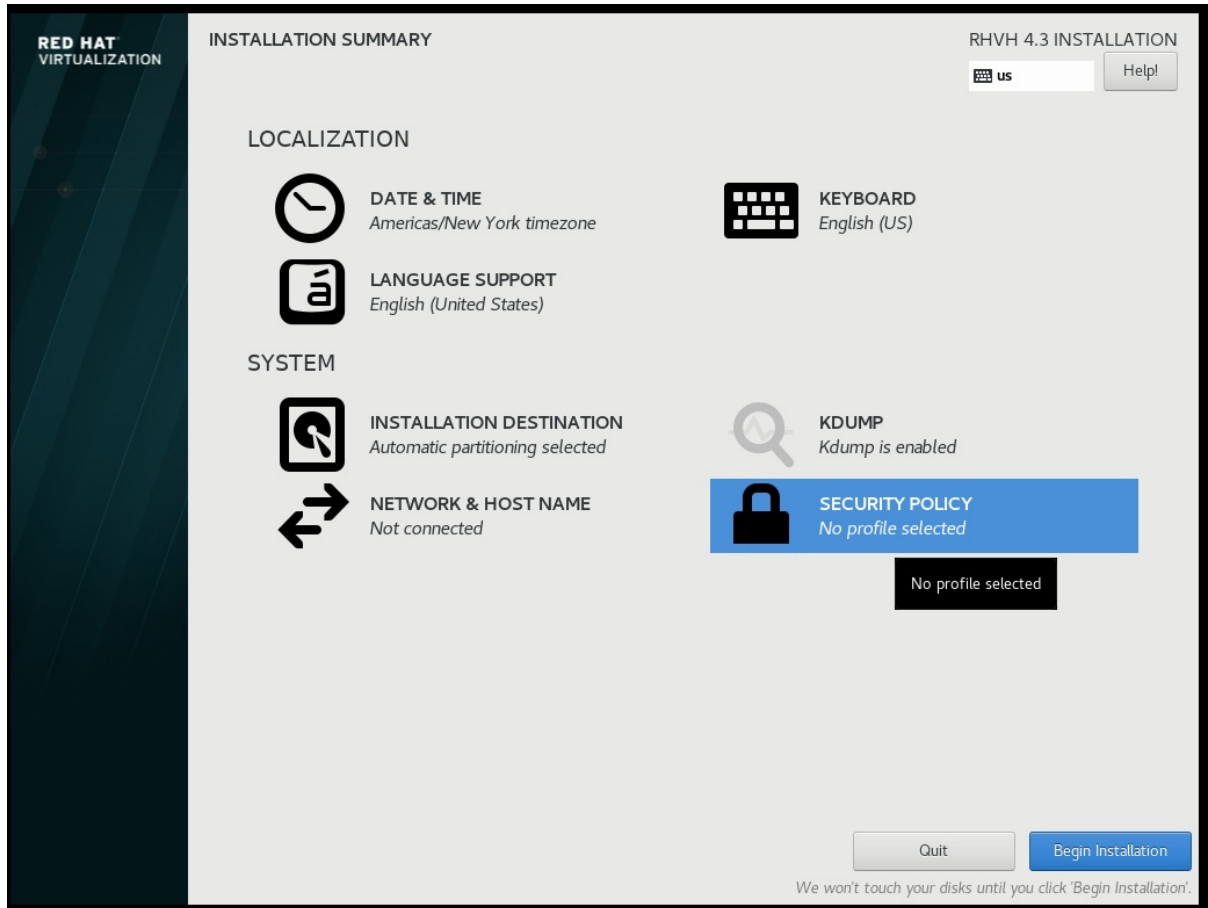 RED HAT
VIRTUALIZATION
INSTALLATION SUMMARY
RHVH 4.3 INSTALLATION
us
Help!
LOCALIZATION
DATE & TIME
Americas/New York timezone
KEYBOARD
English (US)
á
LANGUAGE SUPPORT
English (United States)
SYSTEM
INSTALLATION DESTINATION
Automatic partitioning selected
KDUMP
Kdump is enabled
NETWORK & HOST NAME
Not connected
SECURITY POLICY
No profile selected
No profile selected
Quit
Begin Installation
We won't touch your disks until you click 'Begin Installation'.